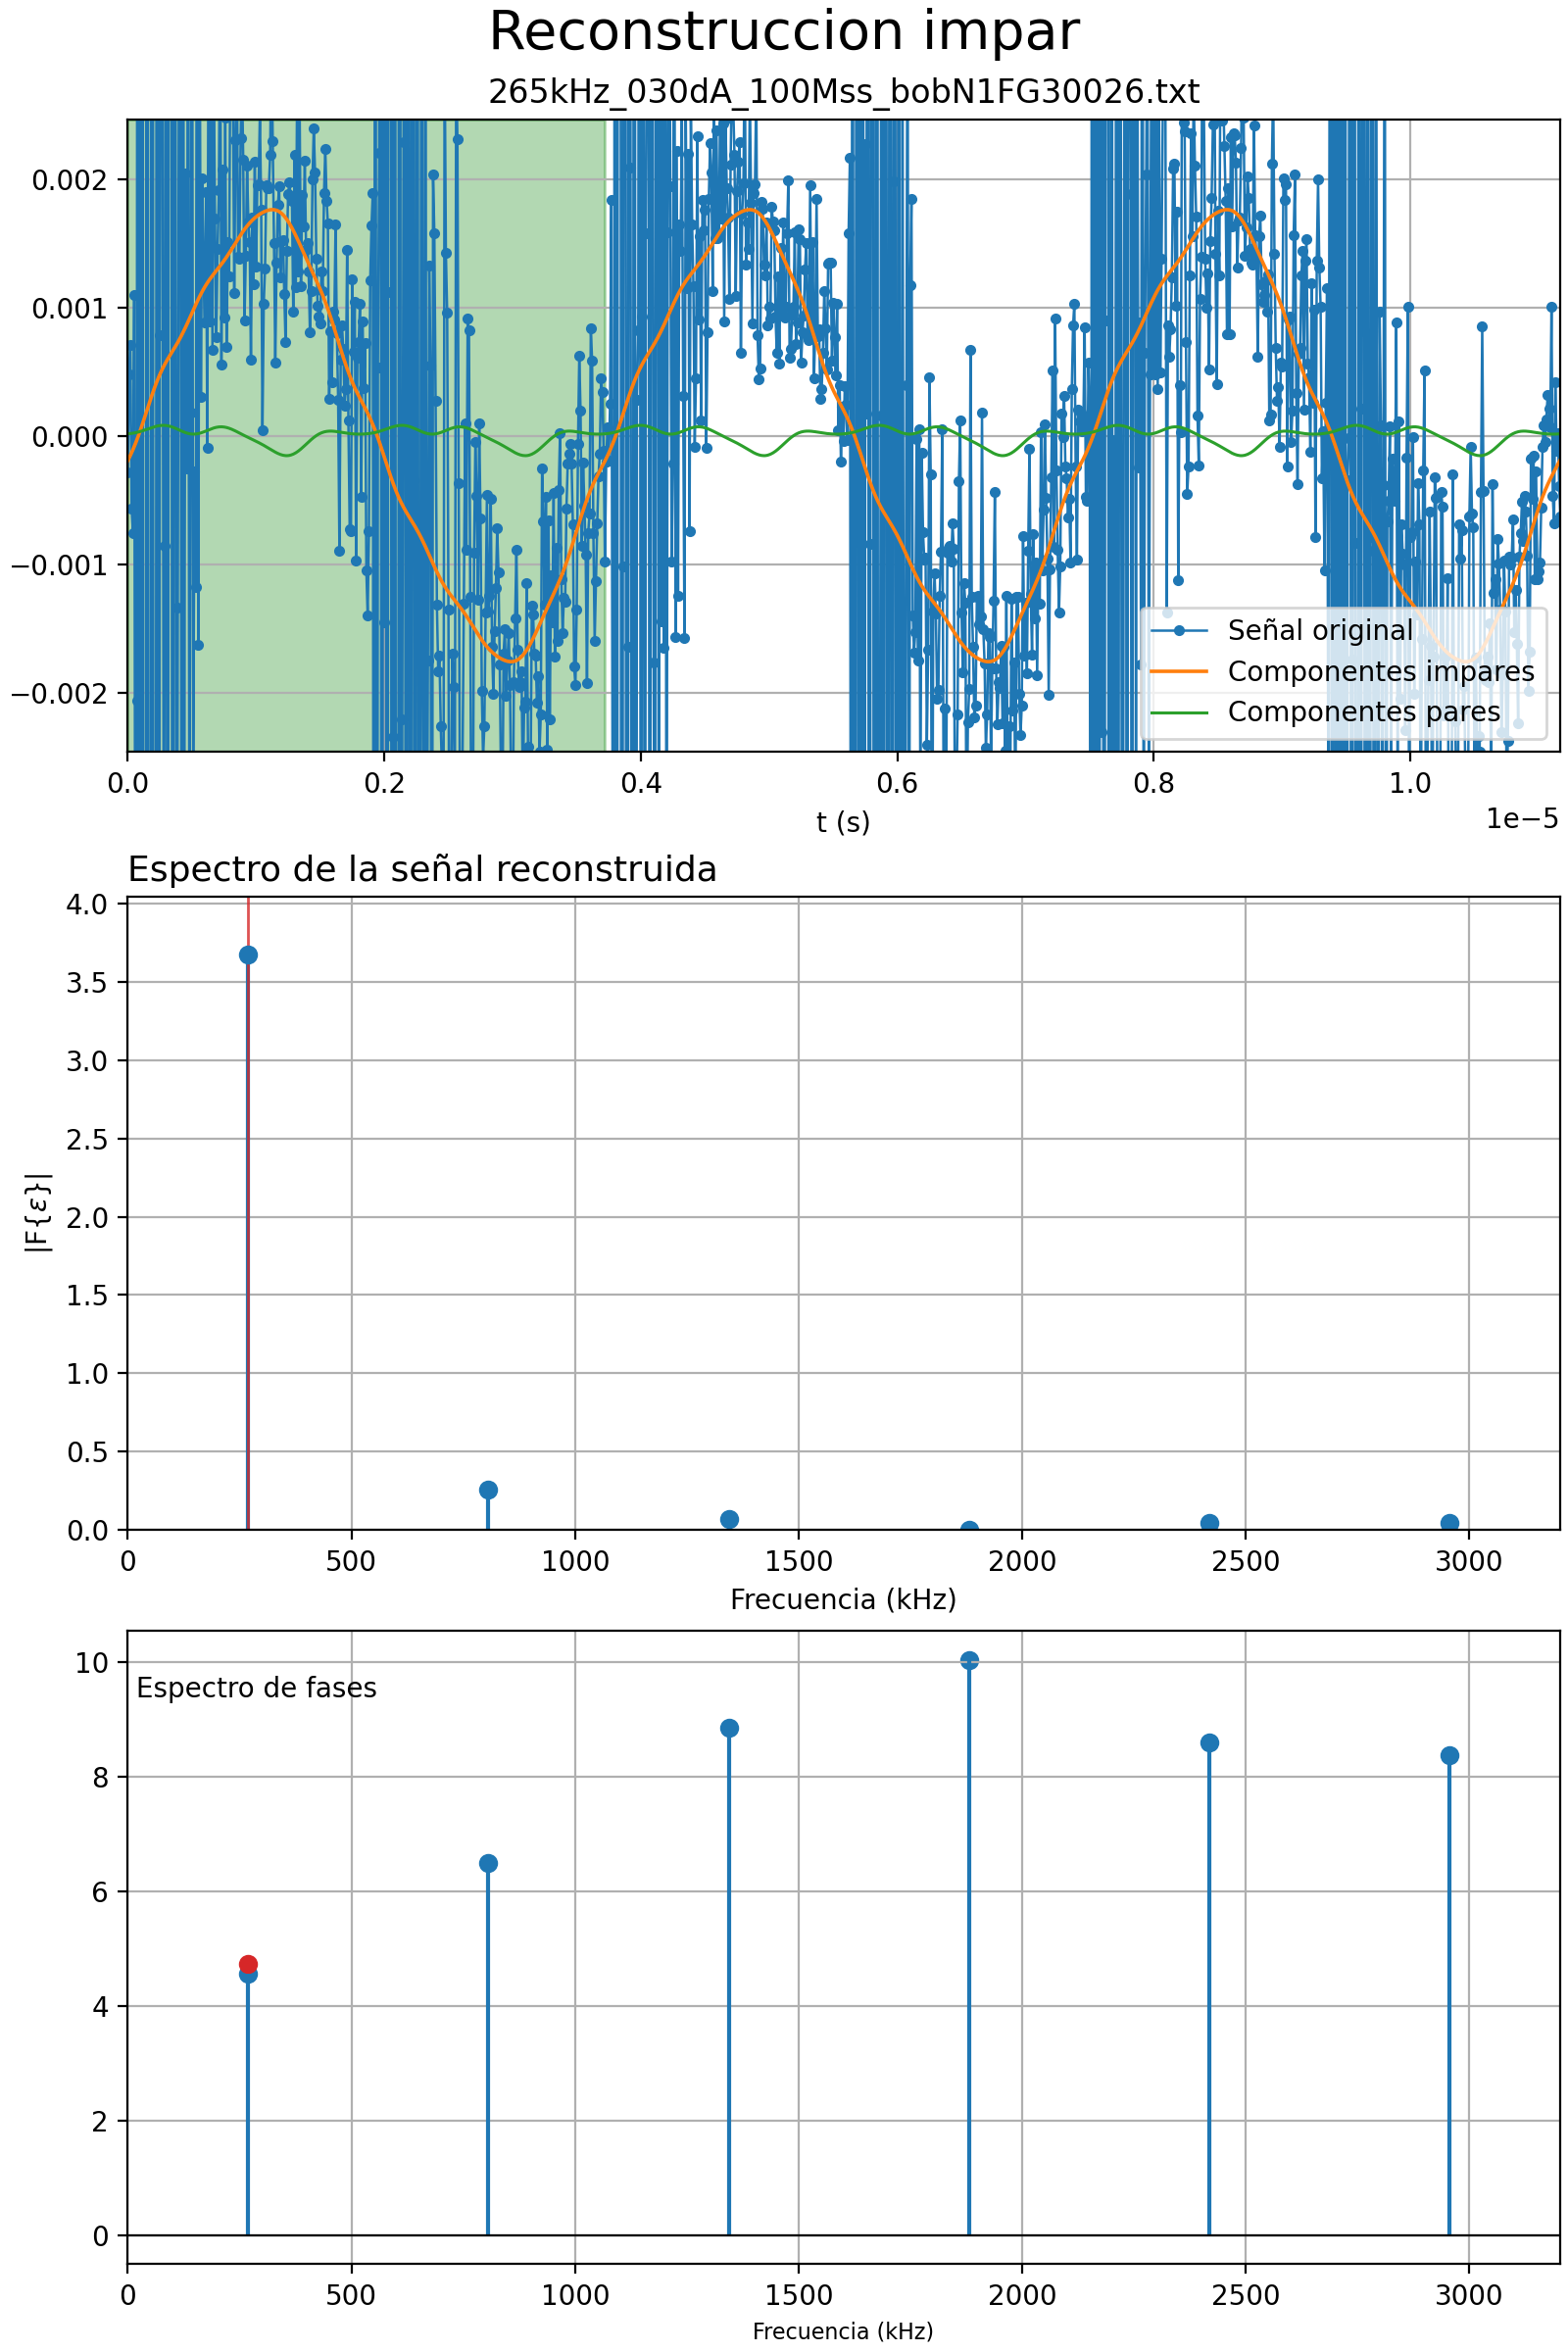 Reconstruccion impar
265kHz_030dA_100Mss_bobN1FG30026.txt
0.002
0.001
0.000
−0.001
−0.002
Señal original
Componentes impares
Componentes pares
0.0 0.2 0.4 0.6 0.8 1.0
t (s)
1e−5
Espectro de la señal reconstruida
4.0
3.5
3.0
2.5
2.0
1.5
1.0
0.5
0.0
|F{ε}|
0 500 1000 1500 2000 2500 3000
Frecuencia (kHz)
Espectro de fases
10
8
6
4
2
0
0 500 1000 1500 2000 2500 3000
Frecuencia (kHz)